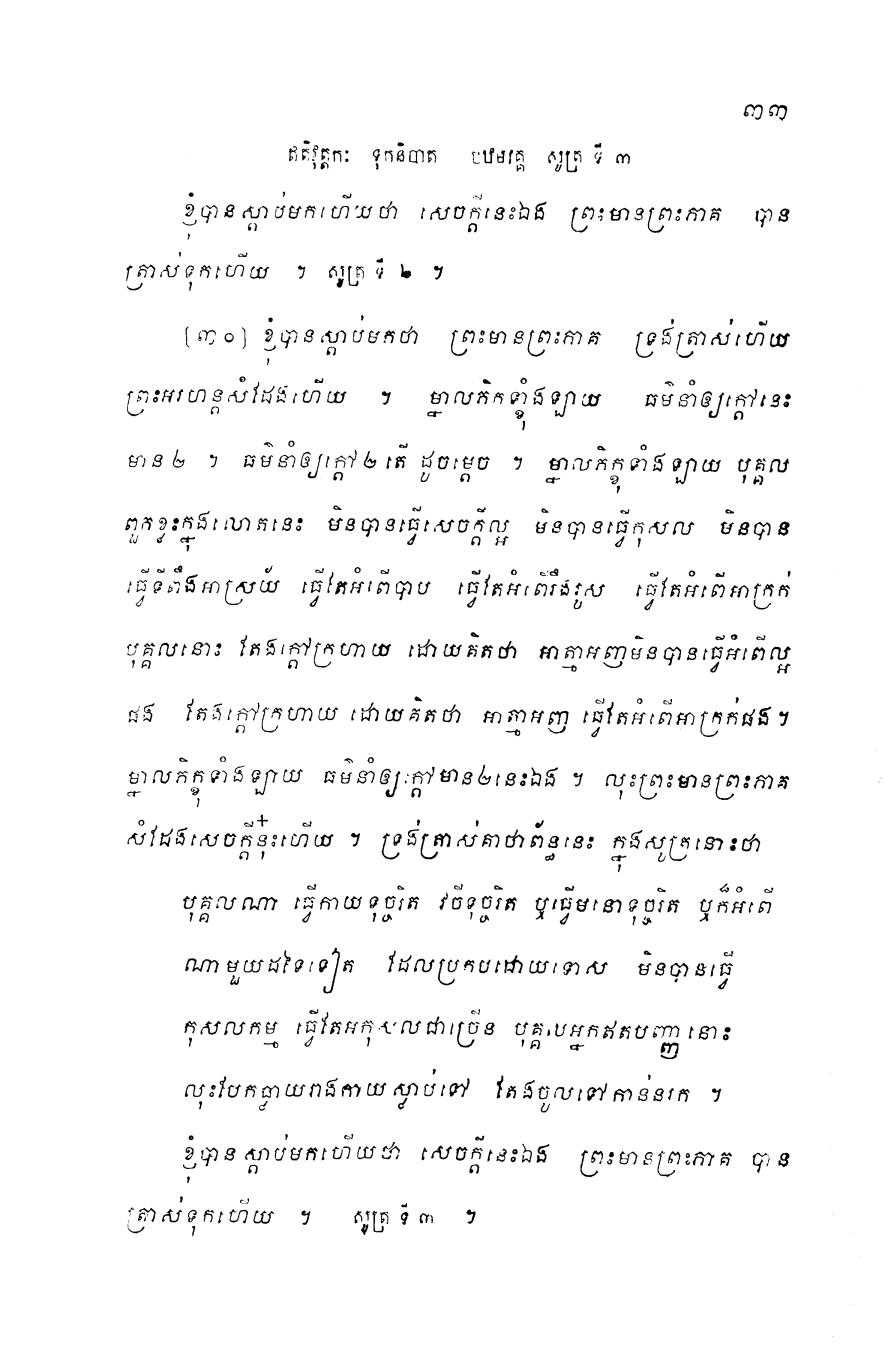 ៣៣
ឥតិវុត្តកៈ ទុកនិបាត បឋមវគ្គ សូត្រ ទី ៣
ខ្ញុំបានស្តាប់មកហើយថា សេចក្តីនេះឯង ព្រះមានព្រះភាគ បាន
ត្រាស់ទុកហើយ ។ សូត្រ ទី ២ ។
[៣០] ខ្ញុំបានស្តាប់មកថា ព្រះមានព្រះភាគ ទ្រង់ត្រាស់ហើយ
ព្រះអរហន្តសំដែងហើយ ។ ម្នាលភិក្ខុទាំងឡាយ ធម៌នាំឲ្យក្តៅនេះ
មាន២ ។ ធម៌នាំឲ្យក្តៅ ២ តើ ដូចម្តេច ។ ម្នាលភិក្ខុទាំងឡាយ បុគ្គល
ពួកខ្លះក្នុងលោកនេះ មិនបានធ្វើសេចក្តីល្អ មិនបានធ្វើកុសល មិនបាន
ធ្វើទីពឹងអាស្រ័យ ធ្វើតែអំពើបាប ធ្វើតែអំពើរឹងរូស ធ្វើតែអំពើអាក្រក់
បុគ្គលនោះ តែងក្តៅក្រហាយ ដោយគិតថា អាត្មាអញមិនបានធ្វើអំពើល្អ
ផង តែងក្តៅក្រហាយ ដោយគិតថា អាត្មាអញ ធ្វើតែអំពើអាក្រក់ផង។
ម្នាលភិក្ខុទាំងឡាយ ធម៌នាំឲ្យក្តៅមាន២នេះឯង ។ លុះព្រះមានព្រះភាគ
សំដែងសេចក្តីនុ៎ះហើយ ។ ទ្រង់ត្រាស់គាថាព័ន្ធនេះ ក្នុងសូត្រនោះថា
បុគ្គលណា ធ្វើកាយទុច្ចរិត វចីទុច្ចរិត ឬធ្វើមនោទុច្ចរិត ឬក៏អំពើ
ណាមួយដទៃទៀត ដែលប្រកបដោយទោស មិនបានធ្វើ
កុសលកម្ម ធ្វើតែអកុសលជាច្រើន បុគ្គលអ្នកឥតបញ្ញានោះ
លុះបែកធ្លាយរាងកាយស្លាប់ទៅ តែងចូលទៅកាន់នរក ។
ខ្ញុំបានស្តាប់មកហើយថា សេចក្តីនេះឯង ព្រះមានព្រះភាគ បាន
ត្រាស់ទុកហើយ ។ សូត្រ ទី ៣ ។